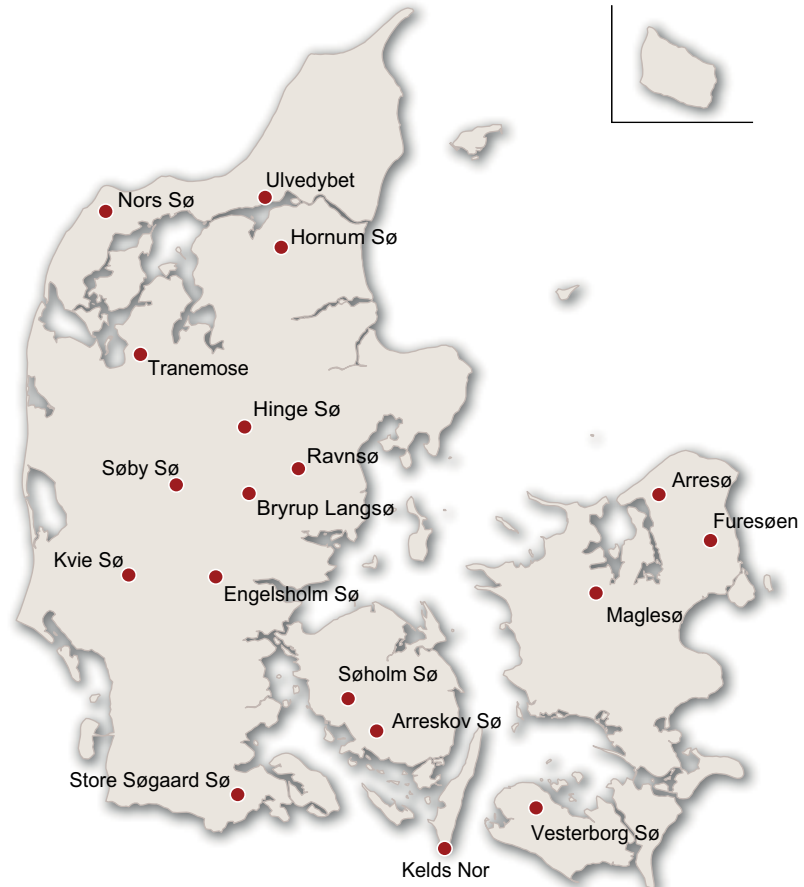 Ulvedybet
Nors Sø
Hornum Sø
Tranemose
Hinge Sø
Ravnsø
Søby Sø
Arresø
Bryrup Langsø
Furesøen
Kvie Sø
Engelsholm Sø
Maglesø
Søholm Sø
Arreskov Sø
Store Søgaard Sø
Vesterborg Sø
Kelds Nor